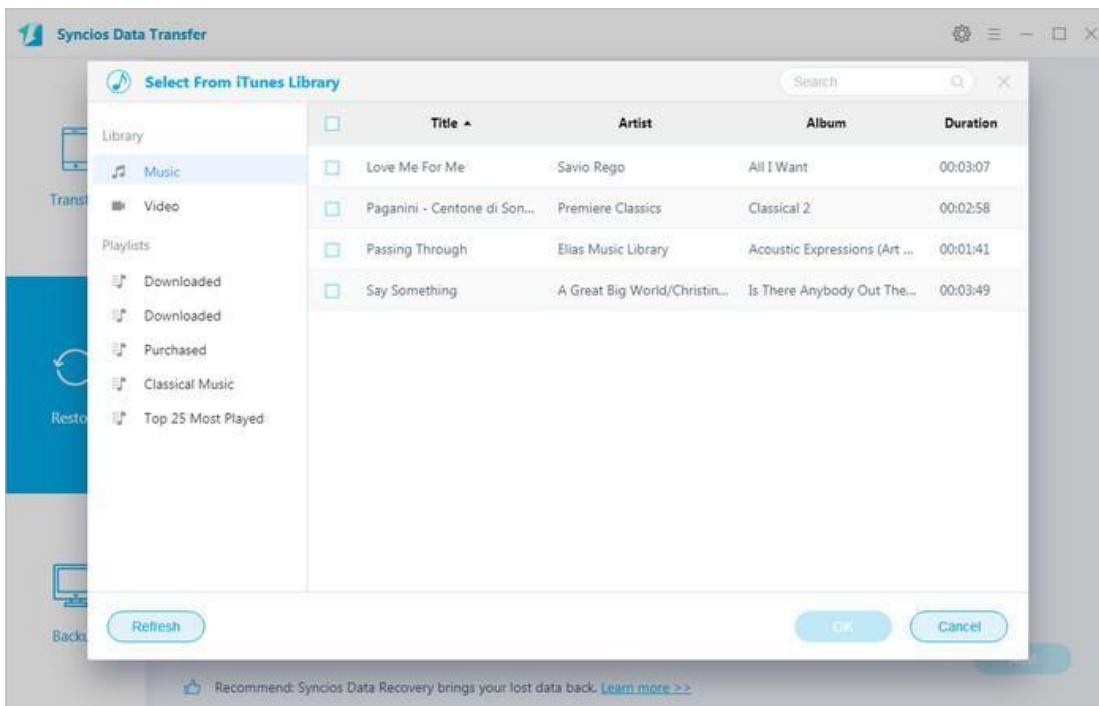 Syncios Data Transfer
Select From iTunes Library
Search
Library
Music
Video
Playlists
Downloaded
Downloaded
Purchased
Classical Music
Top 25 Most Played
Title Artist Album Duration
Love Me For Me Savio Rego All I Want 00:03:07
Paganini - Centone di Son... Premiere Classics Classical 2 00:02:58
Passing Through Elias Music Library Acoustic Expressions (Art ... 00:01:41
Say Something A Great Big World/Christin... Is There Anybody Out The... 00:03:49
Transf
Resto
Backu
Refresh
OK
Cancel
Recommend: Syncios Data Recovery brings your lost data back. Learn more >>